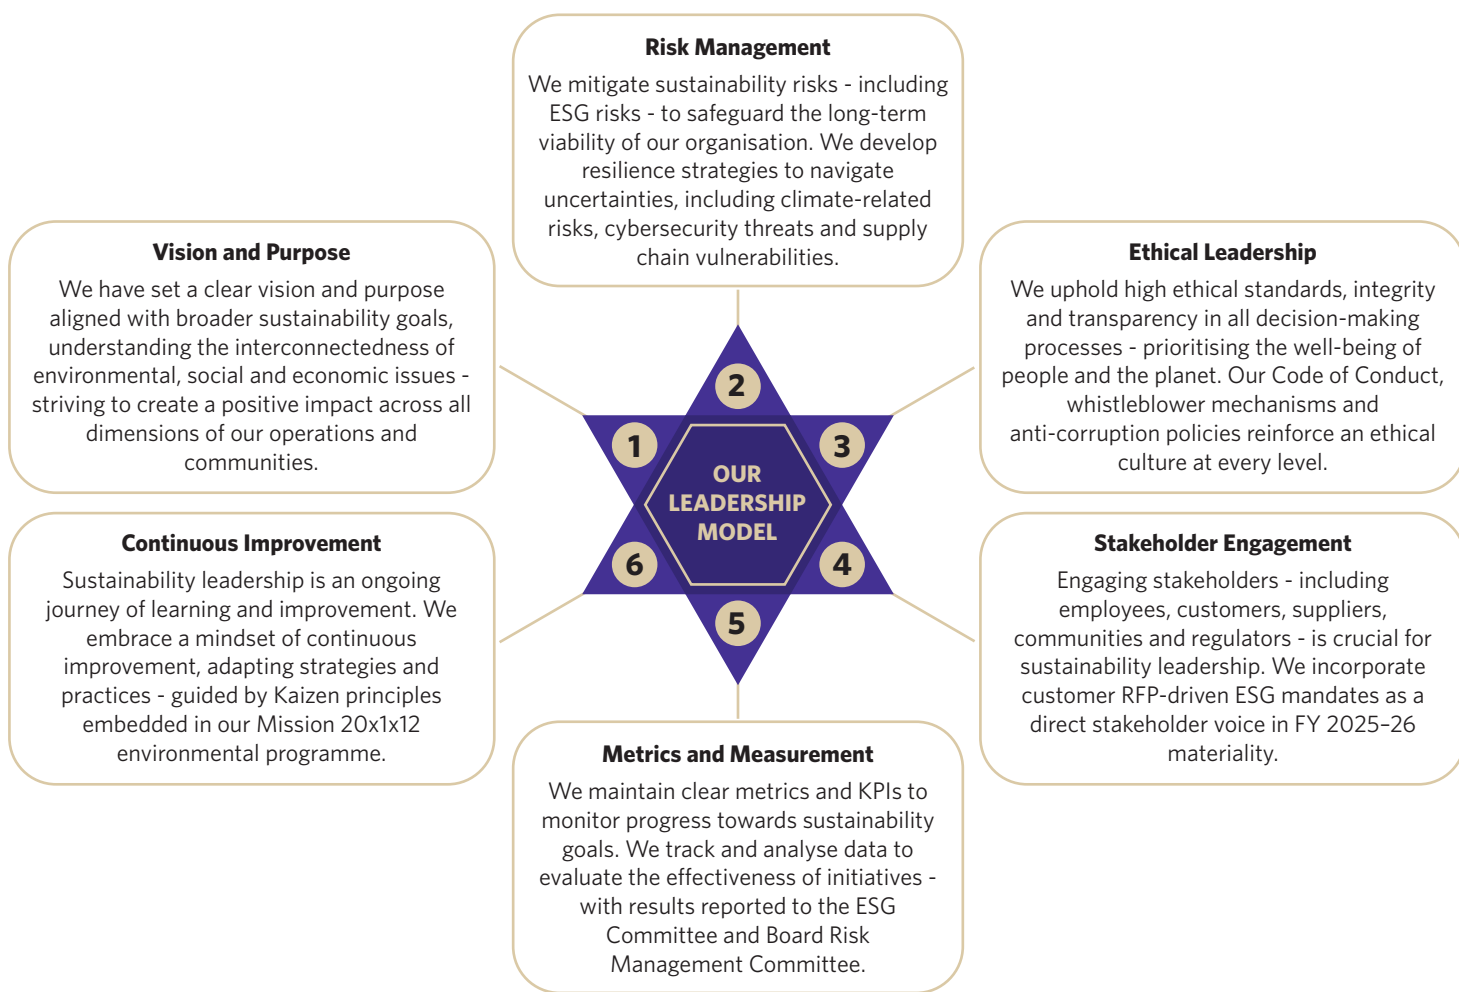 Risk Management
We mitigate sustainability risks - including
ESG risks - to safeguard the long-term
viability of our organisation. We develop
resilience strategies to navigate
uncertainties, including climate-related
risks, cybersecurity threats and supply
chain vulnerabilities.
Vision and Purpose
We have set a clear vision and purpose
aligned with broader sustainability goals,
understanding the interconnectedness of
environmental, social and economic issues -
striving to create a positive impact across all
dimensions of our operations and
communities.
Ethical Leadership
We uphold high ethical standards, integrity
and transparency in all decision-making
processes - prioritising the well-being of
people and the planet. Our Code of Conduct,
whistleblower mechanisms and
anti-corruption policies reinforce an ethical
culture at every level.
2
1
3
OUR
LEADERSHIP
MODEL
6
4
5
Continuous Improvement
Sustainability leadership is an ongoing
journey of learning and improvement. We
embrace a mindset of continuous
improvement, adapting strategies and
practices - guided by Kaizen principles
embedded in our Mission 20x1x12
environmental programme.
Stakeholder Engagement
Engaging stakeholders - including
employees, customers, suppliers,
communities and regulators - is crucial for
sustainability leadership. We incorporate
customer RFP-driven ESG mandates as a
direct stakeholder voice in FY 2025–26
materiality.
Metrics and Measurement
We maintain clear metrics and KPIs to
monitor progress towards sustainability
goals. We track and analyse data to
evaluate the effectiveness of initiatives -
with results reported to the ESG
Committee and Board Risk
Management Committee.